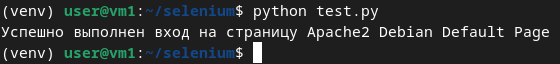 (venv) user@vm1:~/selenium$ python test.py
Успешно выполнен вход на страницу Apache2 Debian Default Page
(venv) user@vm1:~/selenium$